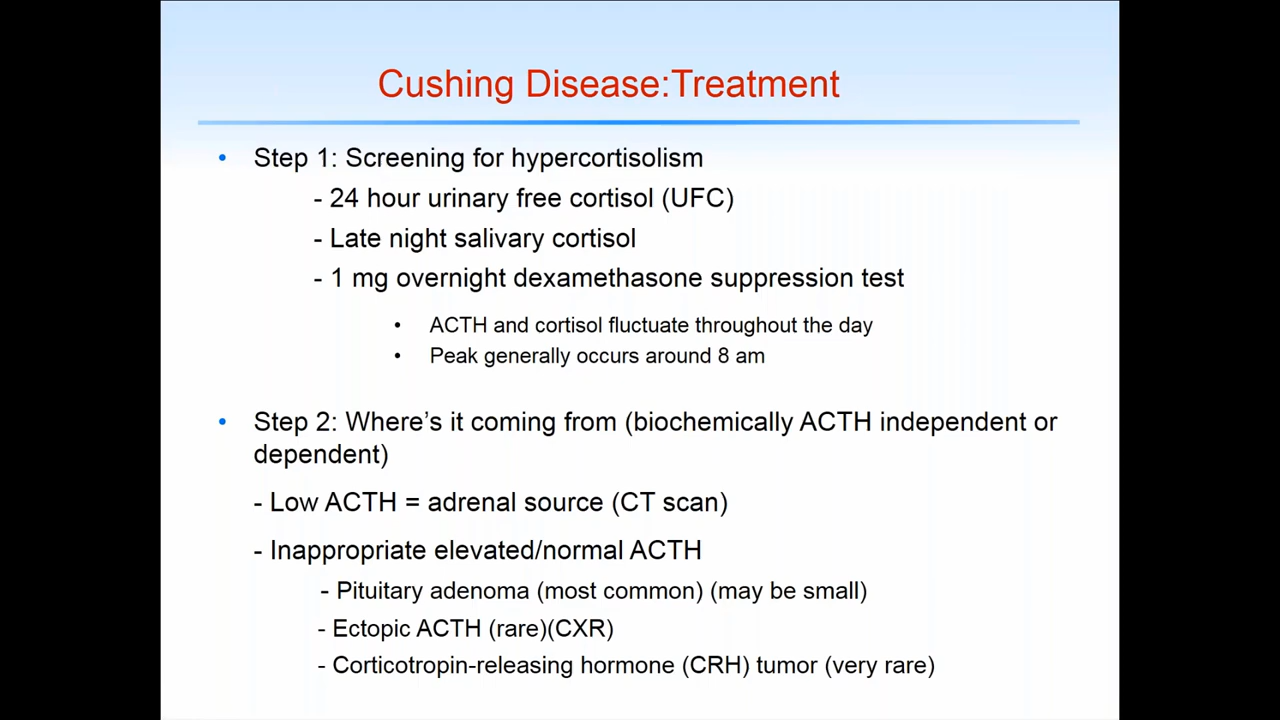 Cushing Disease:Treatment
• Step 1: Screening for hypercortisolism
- 24 hour urinary free cortisol (UFC)
- Late night salivary cortisol
- 1 mg overnight dexamethasone suppression test
• ACTH and cortisol fluctuate throughout the day
• Peak generally occurs around 8 am
• Step 2: Where’s it coming from (biochemically ACTH independent or
dependent)
- Low ACTH = adrenal source (CT scan)
- Inappropriate elevated/normal ACTH
- Pituitary adenoma (most common) (may be small)
- Ectopic ACTH (rare)(CXR)
- Corticotropin-releasing hormone (CRH) tumor (very rare)